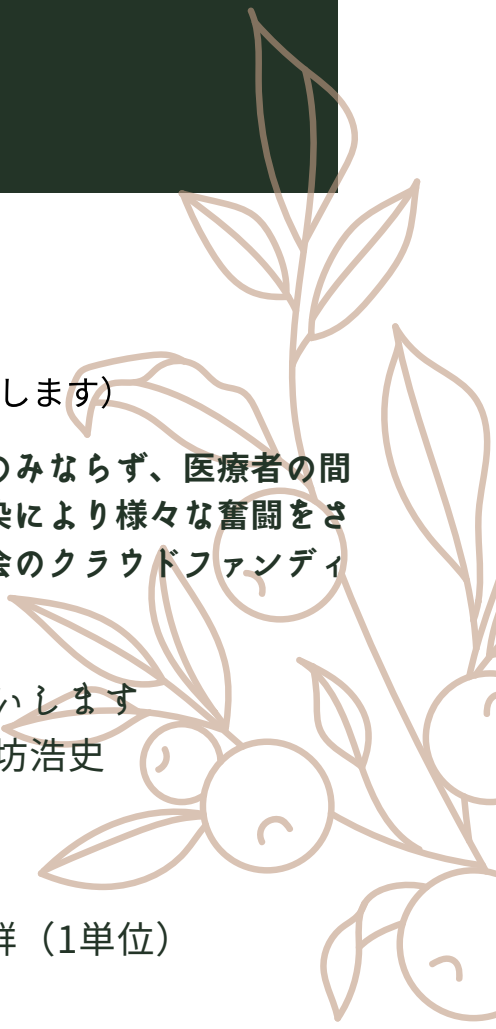 します）
のみならず、医療者の間
染により様々な奮闘をさ
会のクラウドファンディ
いします
坊浩史
群（1単位）